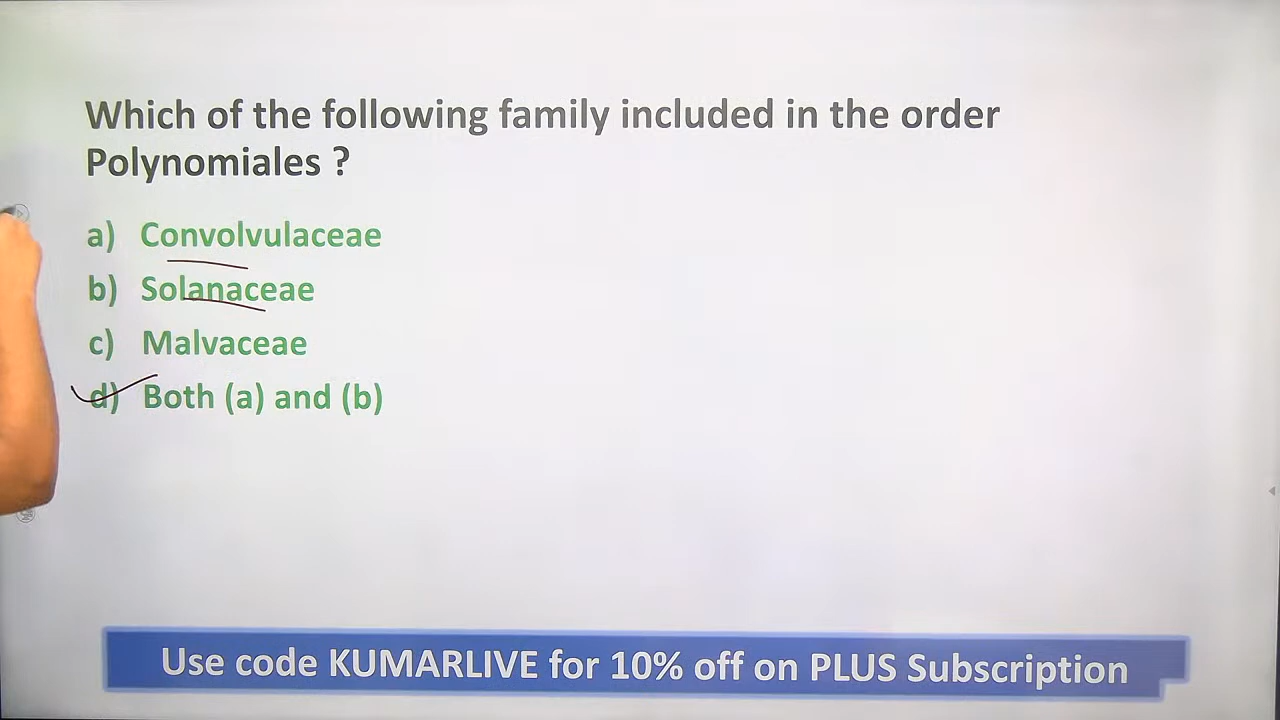 Which of the following family included in the order
Polynomiales ?
a) Convolvulaceae
b) Solanaceae
c) Malvaceae
d) Both (a) and (b)
Use code KUMARLIVE for 10% off on PLUS Subscription